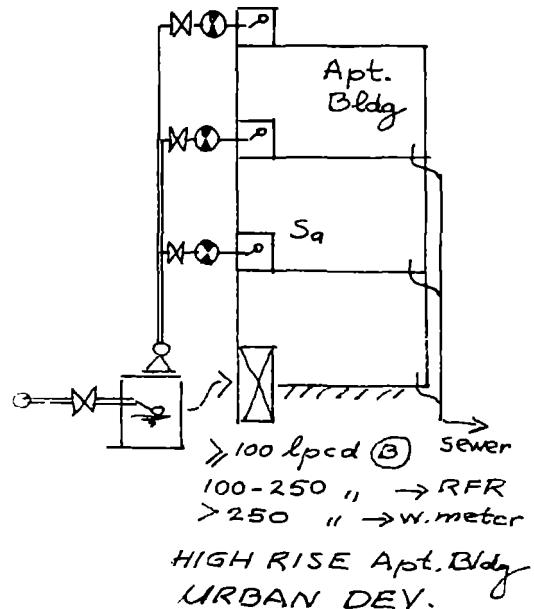 Apt.
Bldg
Sa
≥100 lpcd Ⓑ
sewer
100-250 〃 → RFR
>250 〃 → w.meter
HIGH RISE Apt.Bldg
URBAN DEV.